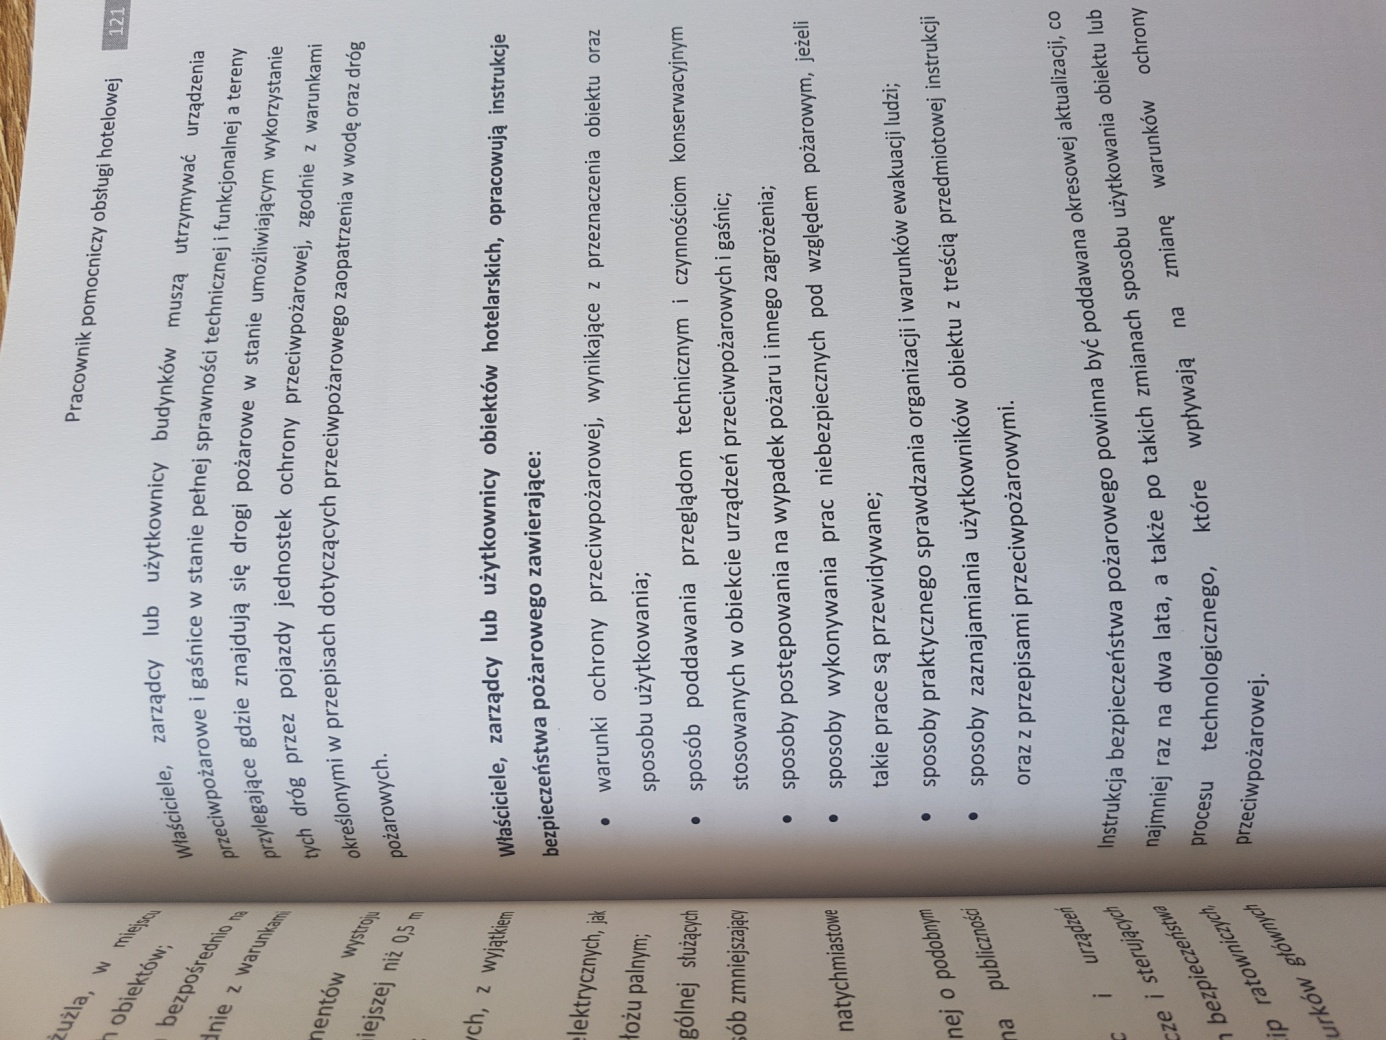 Pracownik pomocniczy obsługi hotelowej
121
Właściciele, zarządcy lub użytkownicy budynków muszą utrzymywać urządzenia
przeciwpożarowe i gaśnice w stanie pełnej sprawności technicznej i funkcjonalnej a tereny
przylegające gdzie znajdują się drogi pożarowe w stanie umożliwiającym wykorzystanie
tych dróg przez pojazdy jednostek ochrony przeciwpożarowej, zgodnie z warunkami
określonymi w przepisach dotyczących przeciwpożarowego zaopatrzenia w wodę oraz dróg
pożarowych.
Właściciele, zarządcy lub użytkownicy obiektów hotelarskich, opracowują instrukcje
bezpieczeństwa pożarowego zawierające:
• warunki ochrony przeciwpożarowej, wynikające z przeznaczenia obiektu oraz
sposobu użytkowania;
• sposób poddawania przeglądom technicznym i czynnościom konserwacyjnym
stosowanych w obiekcie urządzeń przeciwpożarowych i gaśnic;
• sposoby postępowania na wypadek pożaru i innego zagrożenia;
• sposoby wykonywania prac niebezpiecznych pod względem pożarowym, jeżeli
takie prace są przewidywane;
• sposoby praktycznego sprawdzania organizacji i warunków ewakuacji ludzi;
• sposoby zaznajamiania użytkowników obiektu z treścią przedmiotowej instrukcji
oraz z przepisami przeciwpożarowymi.
Instrukcja bezpieczeństwa pożarowego powinna być poddawana okresowej aktualizacji, co
najmniej raz na dwa lata, a także po takich zmianach sposobu użytkowania obiektu lub
procesu technologicznego, które wpływają na zmianę warunków ochrony
przeciwpożarowej.
żużla, w miejscu
obiektów;
bezpośrednio na
dnie z warunkami
mentów wystroju
iejszej niż 0,5 m
ych, z wyjątkiem
elektrycznych, jak
łożu palnym;
gólnej służących
sób zmniejszający
natychmiastowe
nej o podobnym
na publiczności
c i urządzeń
cze i sterujących
h bezpieczeństwa
bezpiecznych,
ip ratowniczych,
urków głównych